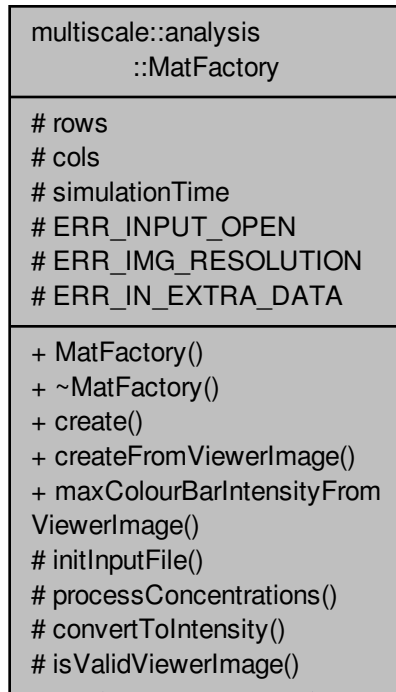 multiscale::analysis
::MatFactory
# rows
# cols
# simulationTime
# ERR_INPUT_OPEN
# ERR_IMG_RESOLUTION
# ERR_IN_EXTRA_DATA
+ MatFactory()
+ ~MatFactory()
+ create()
+ createFromViewerImage()
+ maxColourBarIntensityFrom
ViewerImage()
# initInputFile()
# processConcentrations()
# convertToIntensity()
# isValidViewerImage()